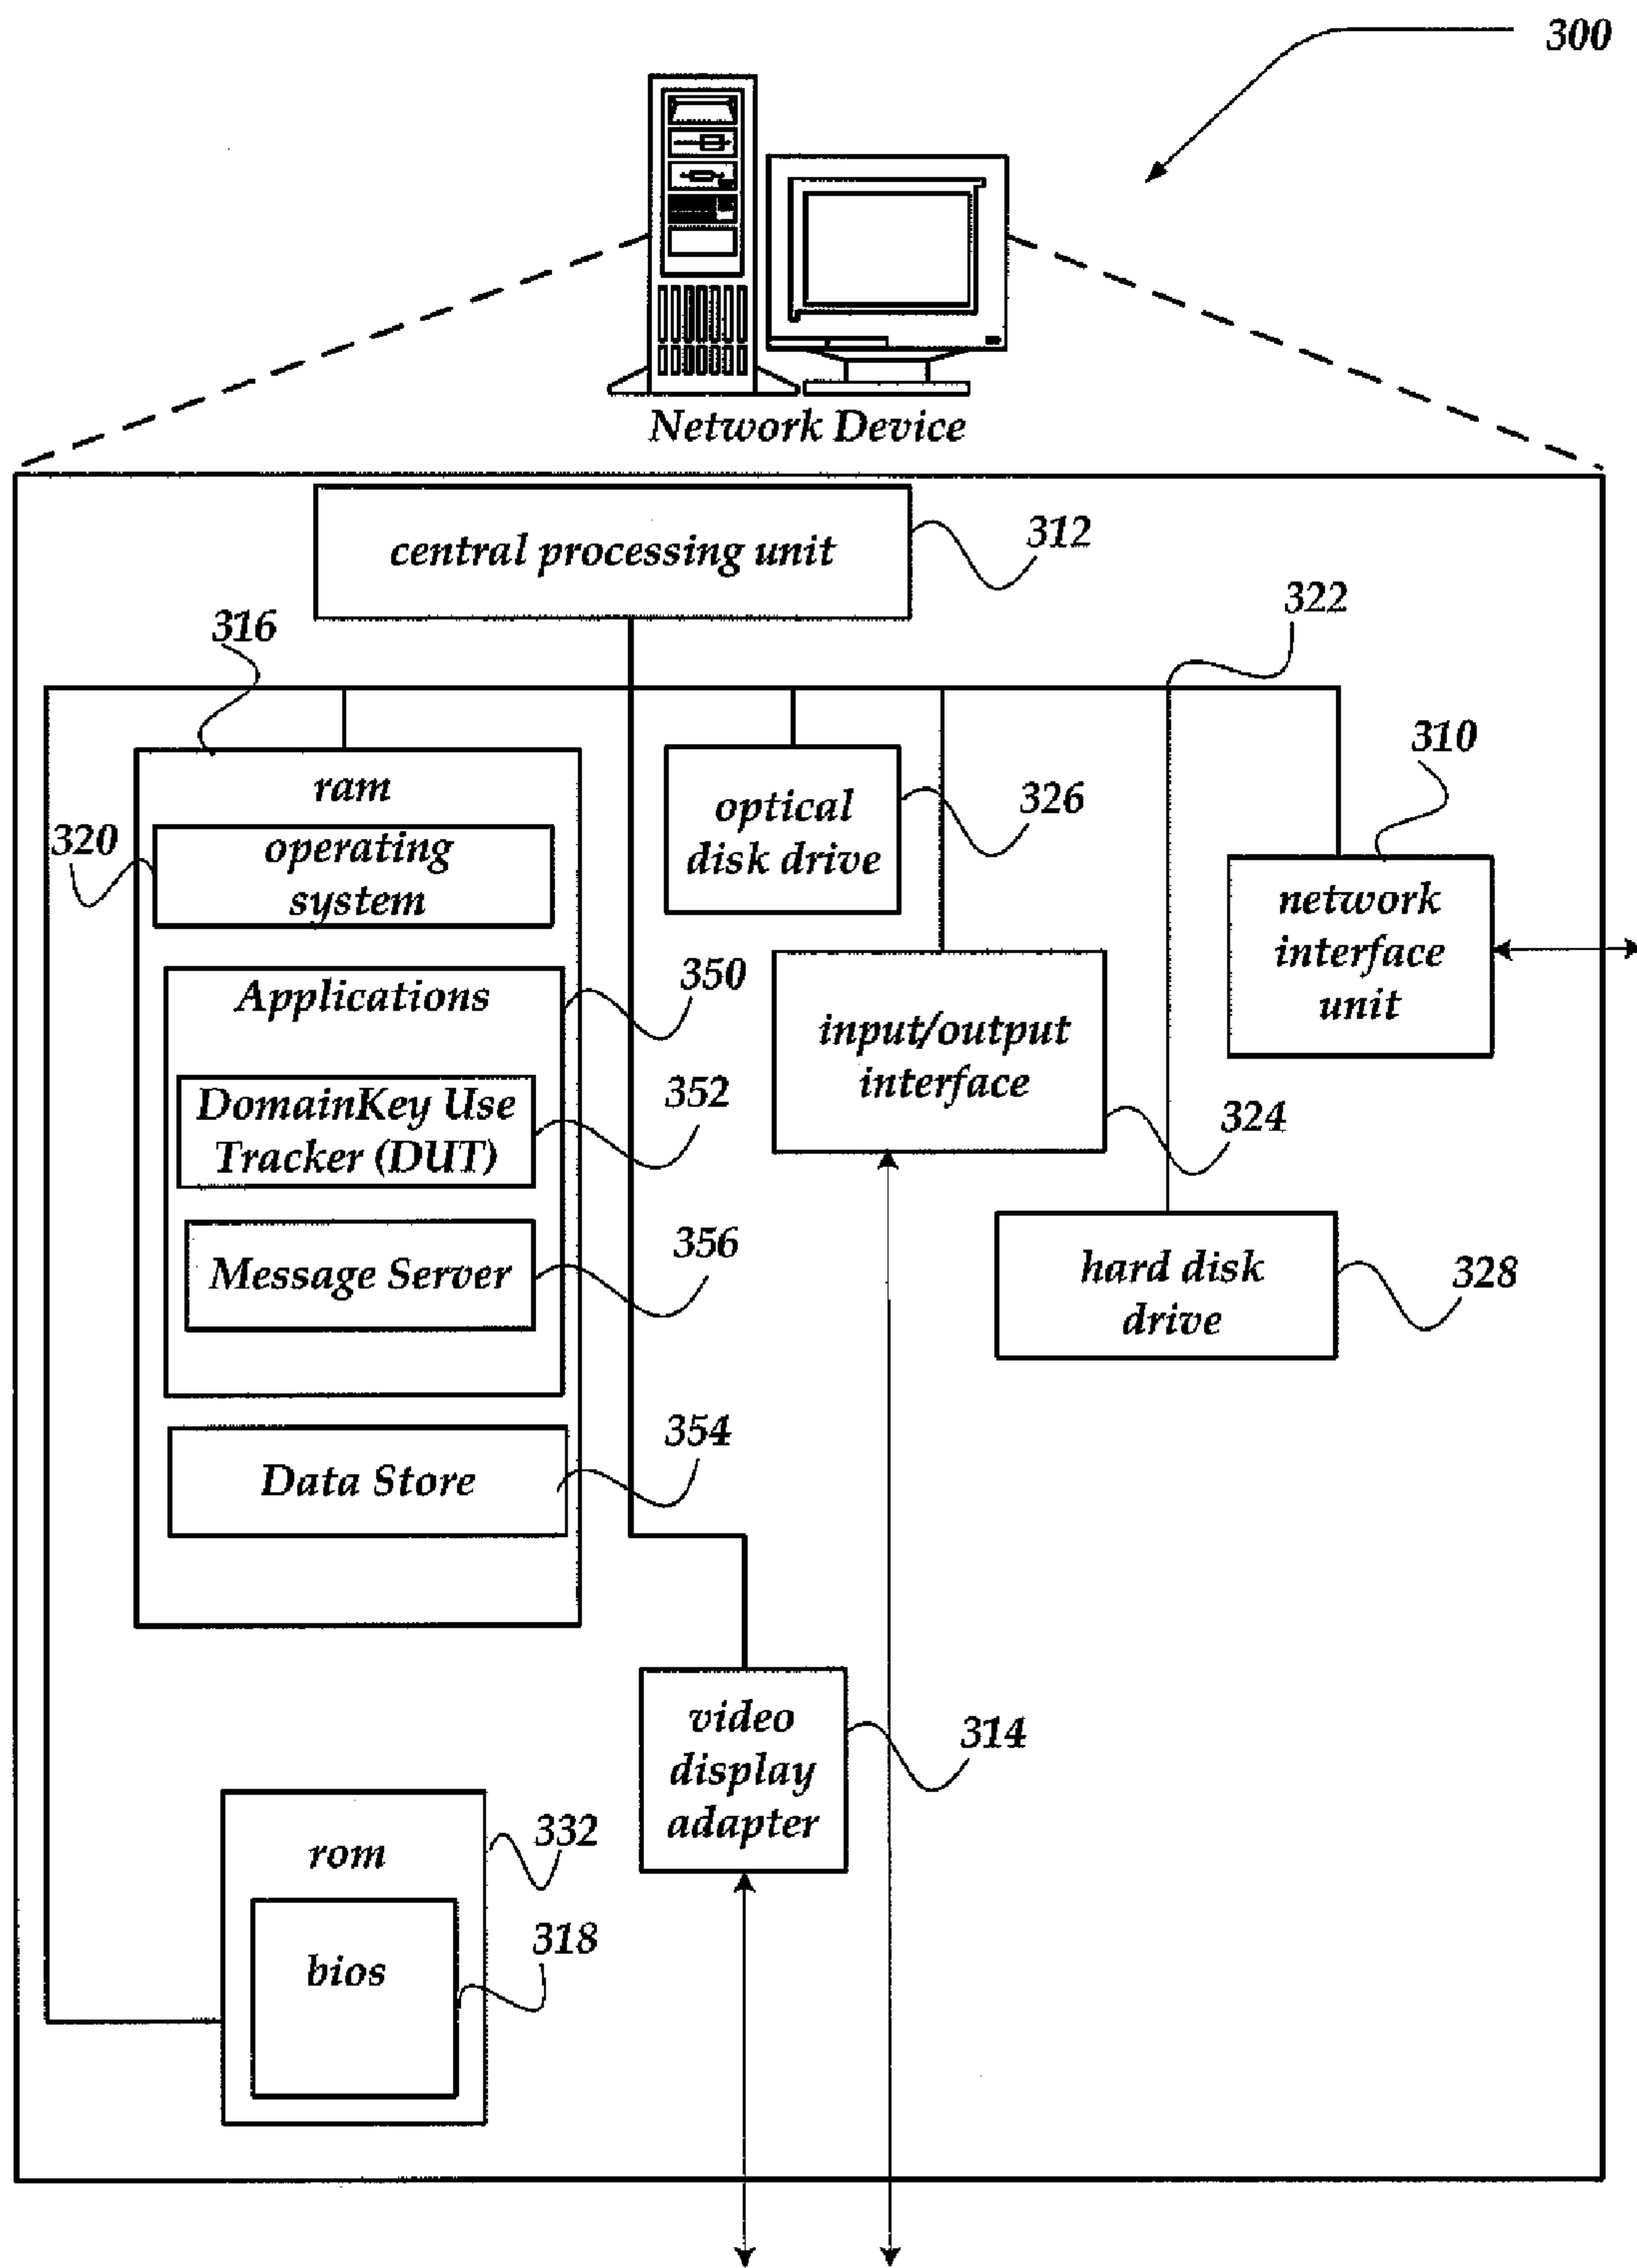 300
Network Device
central processing unit
312
322
316
310
ram
optical
disk drive
326
320
operating
system
network
interface
unit
Applications
350
input/output
interface
DomainKey Use
Tracker (DUT)
352
324
Message Server
356
hard disk
drive
328
Data Store
354
video
display
adapter
314
rom
332
bios
318